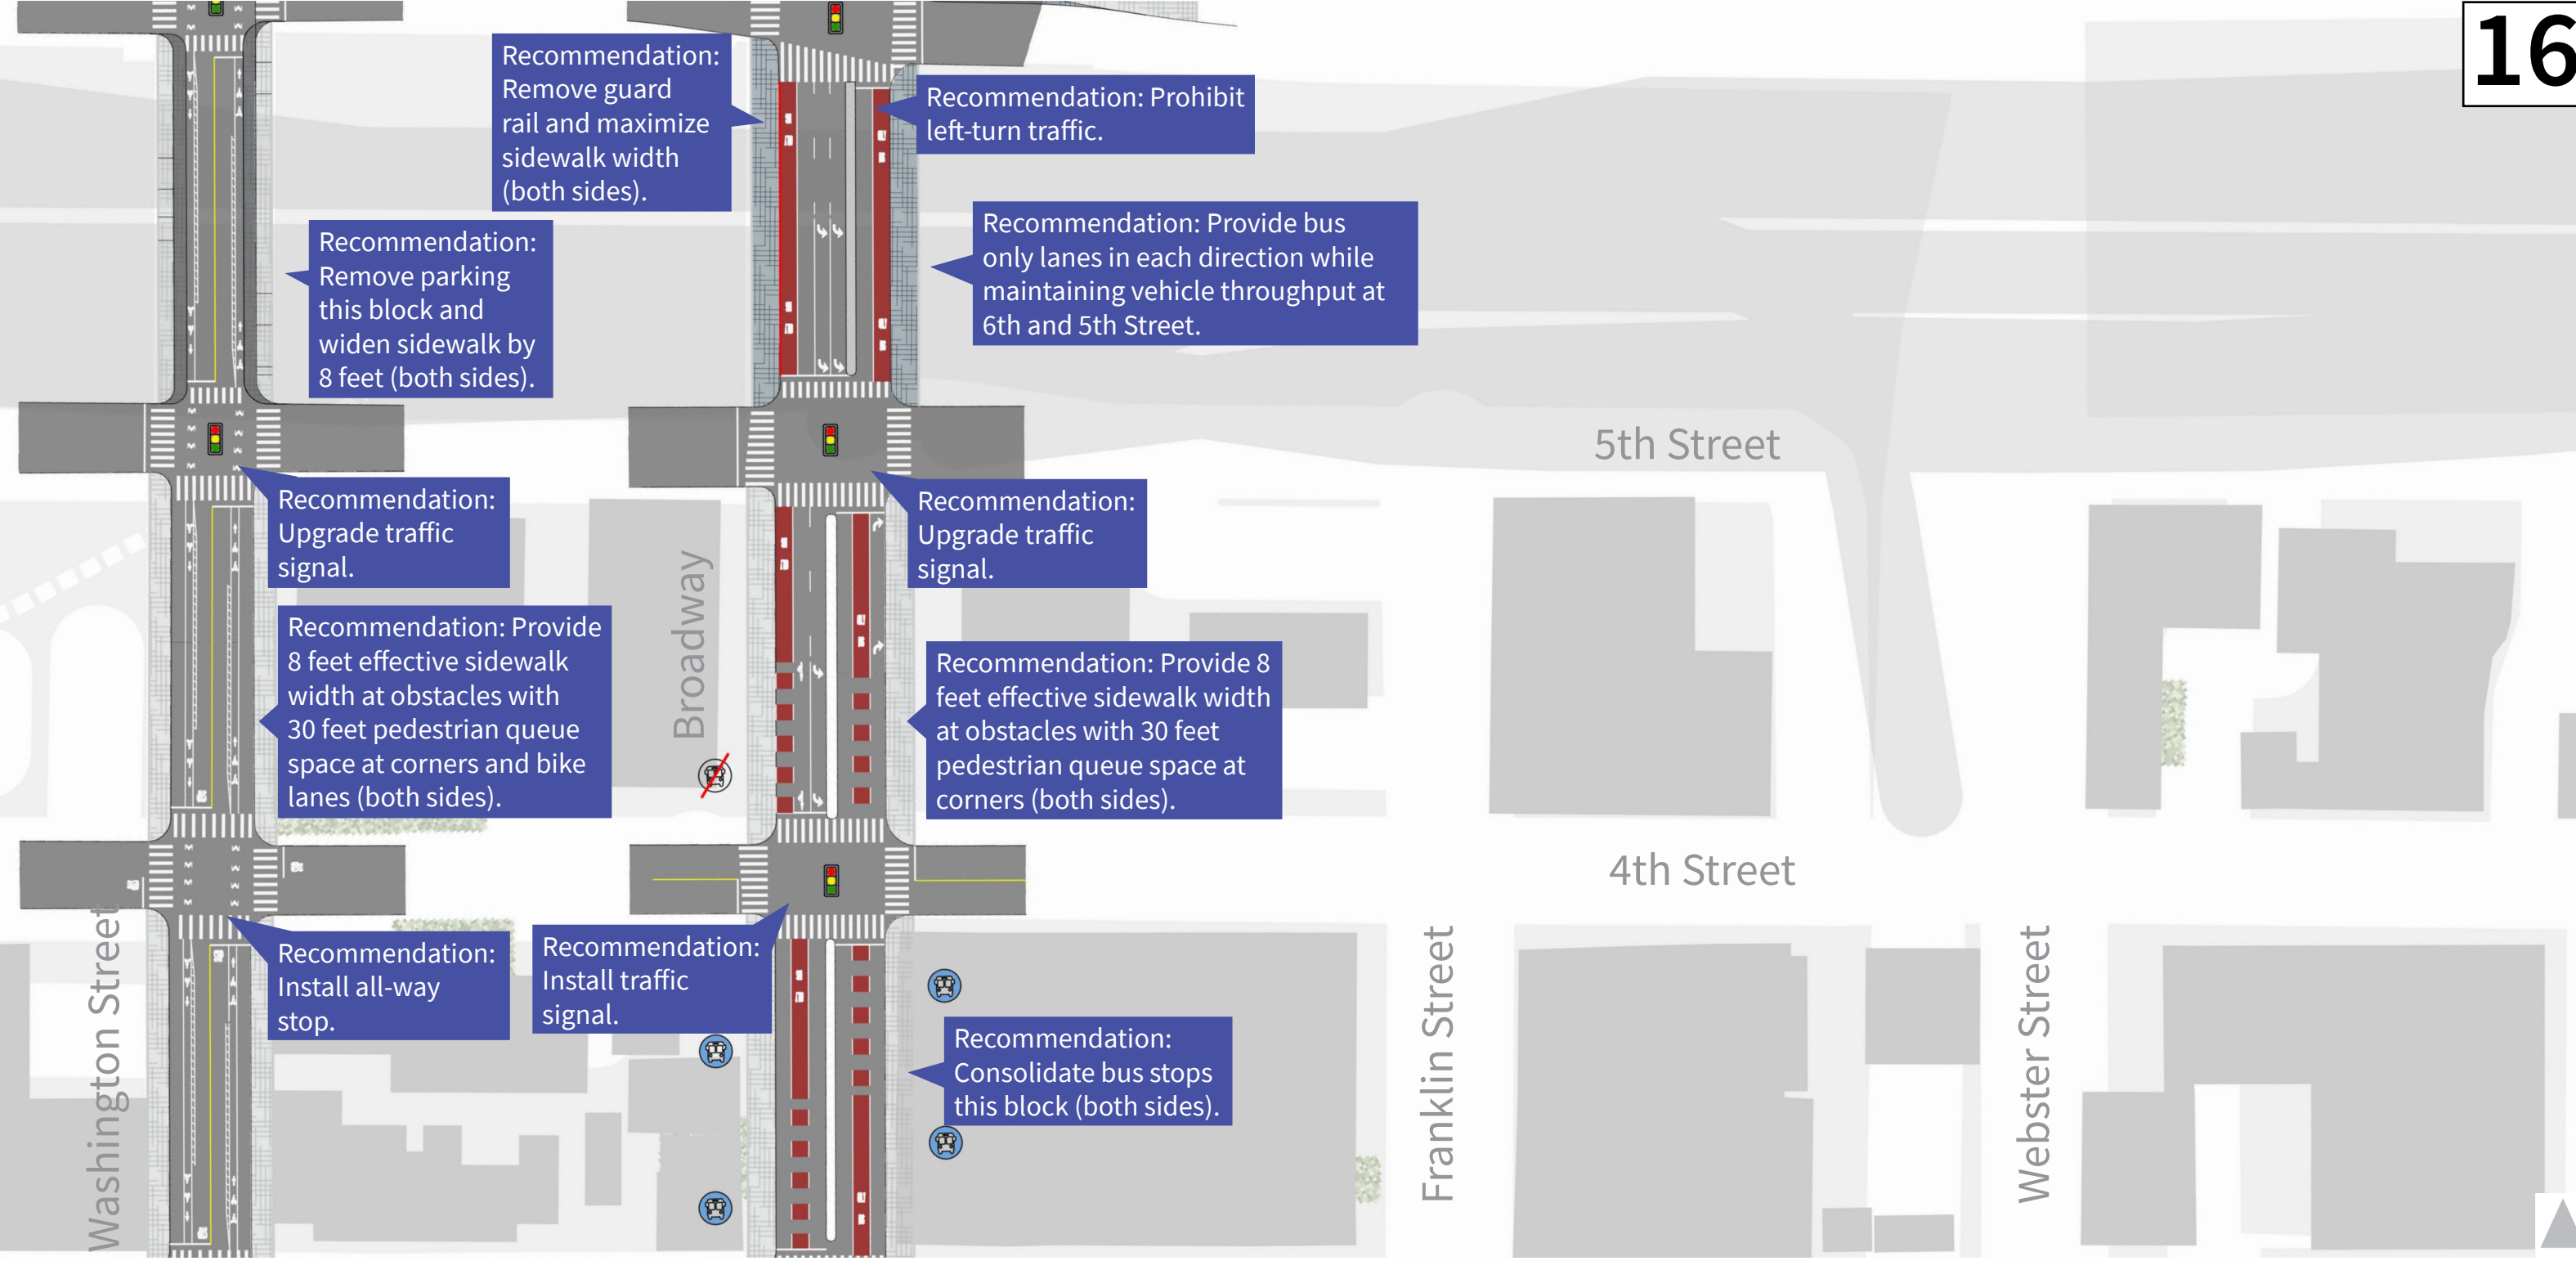 16
Recommendation:
Remove guard
rail and maximize
sidewalk width
(both sides).
Recommendation: Prohibit
left-turn traffic.
Recommendation:
Remove parking
this block and
widen sidewalk by
8 feet (both sides).
Recommendation: Provide bus
only lanes in each direction while
maintaining vehicle throughput at
6th and 5th Street.
5th Street
Recommendation:
Upgrade traffic
signal.
Recommendation:
Upgrade traffic
signal.
Broadway
Recommendation: Provide
8 feet effective sidewalk
width at obstacles with
30 feet pedestrian queue
space at corners and bike
lanes (both sides).
Recommendation: Provide 8
feet effective sidewalk width
at obstacles with 30 feet
pedestrian queue space at
corners (both sides).
4th Street
Washington Street
Recommendation:
Install all-way
stop.
Recommendation:
Install traffic
signal.
Recommendation:
Consolidate bus stops
this block (both sides).
Franklin Street
Webster Street